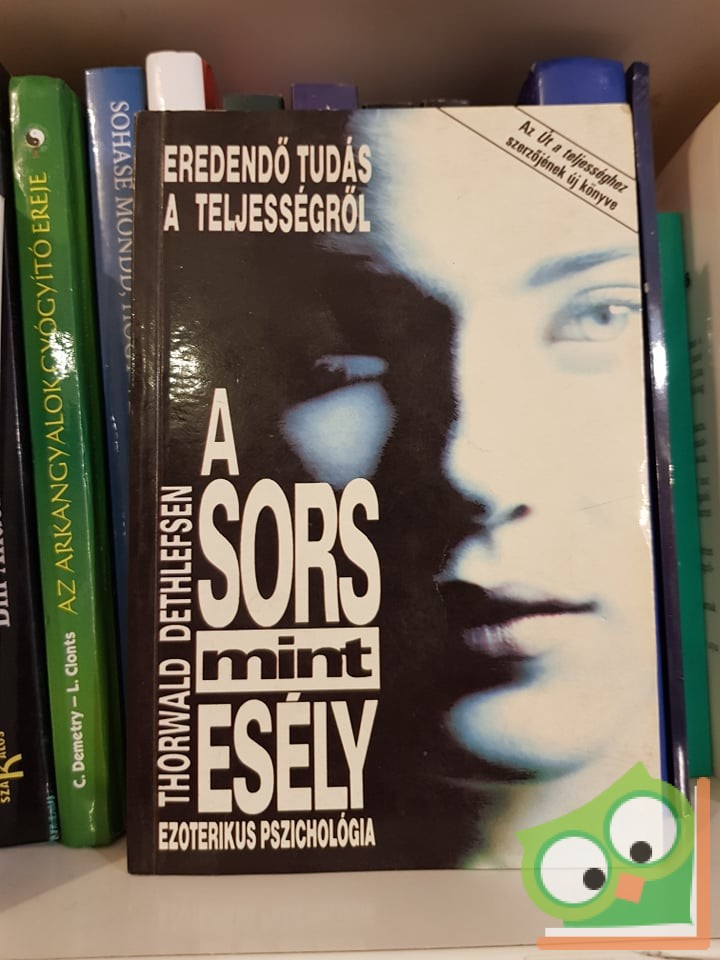 EREDENDŐ TUDÁS
A TELJESSÉGRŐL
Az Út a teljességhez
szerzőjének új könyve
A
SORS
mint
ESÉLY
THORWALD DETHLEFSEN
EZOTERIKUS PSZICHOLÓGIA
C. Demetry – L. Clonts
AZ ARKANGYALOK GYÓGYÍTÓ EREJE
SOHASE MONDD,